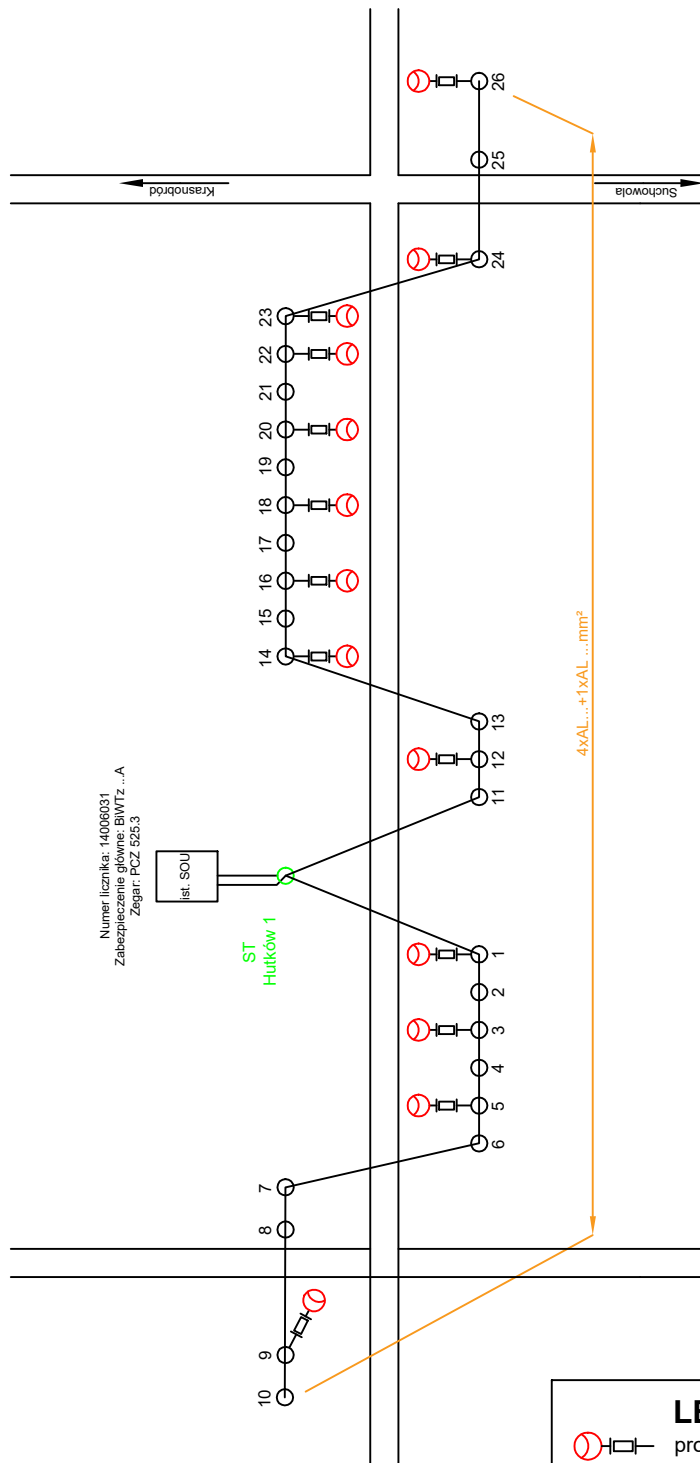 Krasnobród
Suchowola
26
25
24
23
22
21
20
19
18
17
16
15
14
13
12
11
Numer licznika: 14006031
Zabezpieczenie główne: BiWTz ...A
Zegar: PCZ 525.3
ist. SOU
ST
Hutków 1
4xAL...+1xAL ...mm²
1
2
3
4
5
6
7
8
9
10